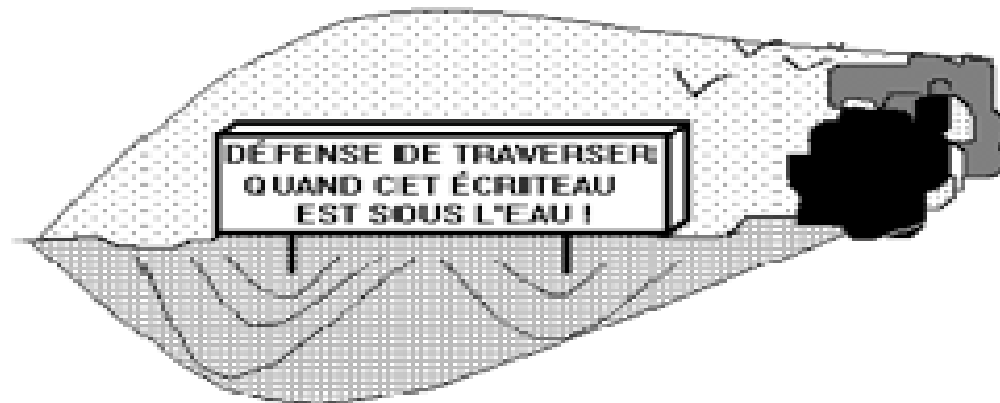 DÉFENSE DE TRAVERSER
QUAND CET ÉCRITEAU
EST SOUS L'EAU !